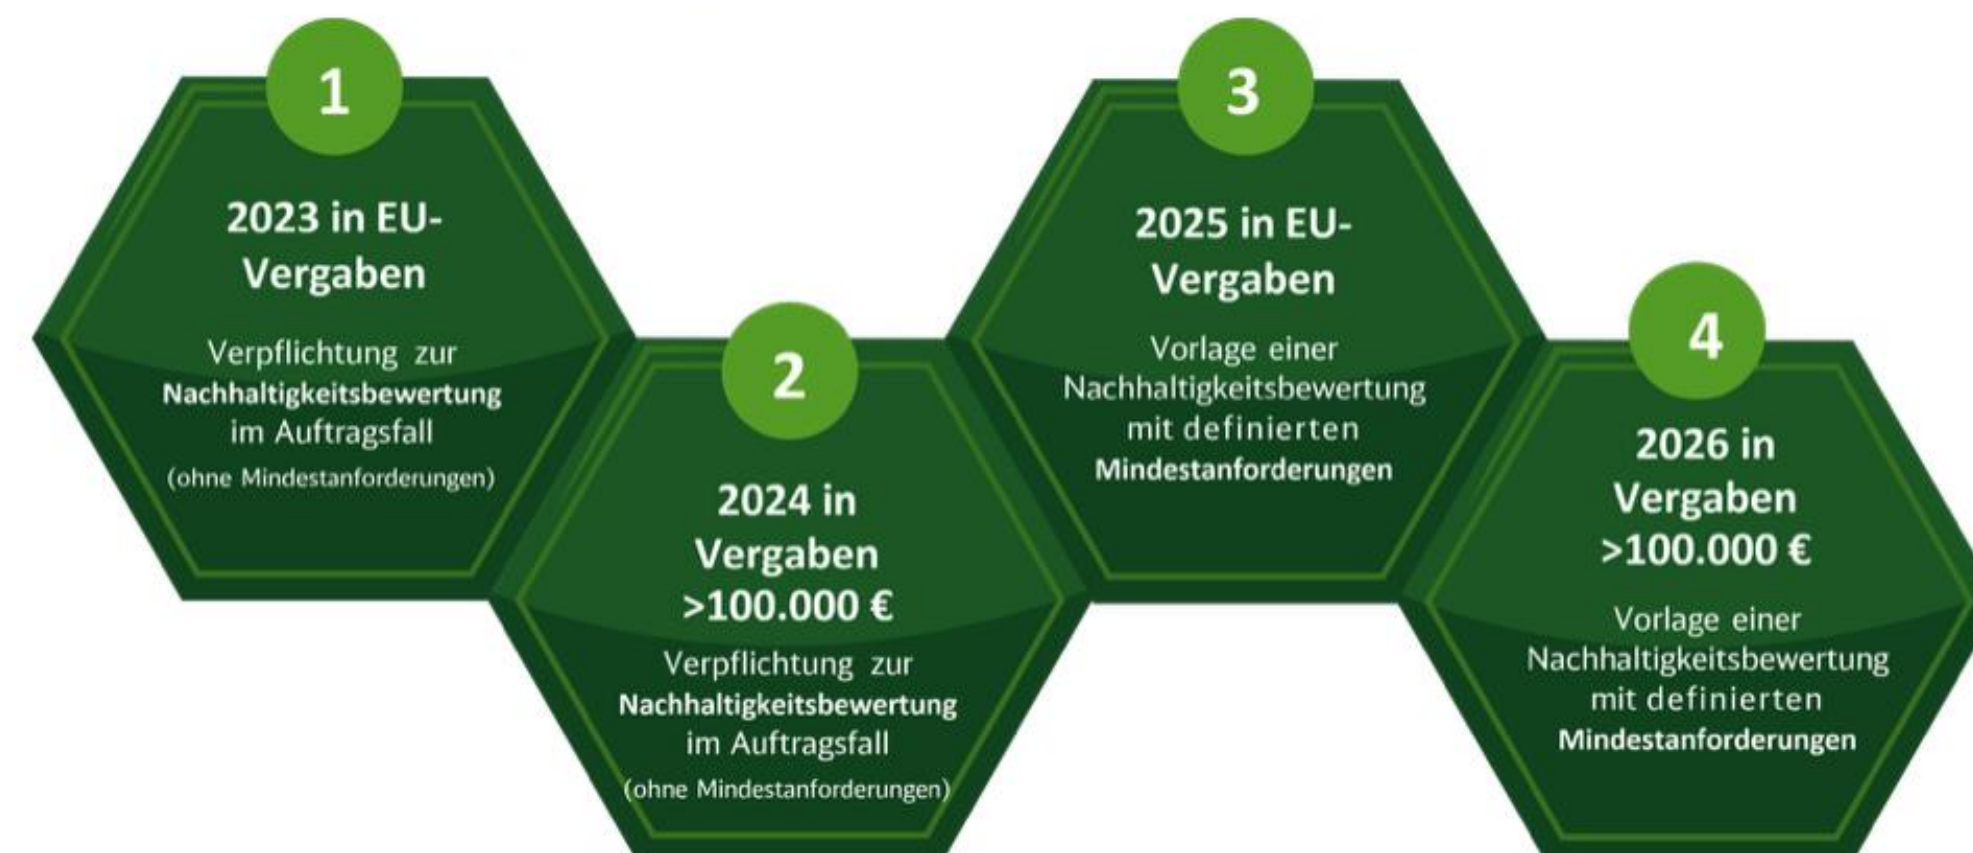 1
2023 in EU-
Vergaben
Verpflichtung zur
Nachhaltigkeitsbewertung
im Auftragsfall
(ohne Mindestanforderungen)
2
2024 in
Vergaben
>100.000 €
Verpflichtung zur
Nachhaltigkeitsbewertung
im Auftragsfall
(ohne Mindestanforderungen)
3
2025 in EU-
Vergaben
Vorlage einer
Nachhaltigkeitsbewertung
mit definierten
Mindestanforderungen
4
2026 in
Vergaben
>100.000 €
Vorlage einer
Nachhaltigkeitsbewertung
mit definierten
Mindestanforderungen